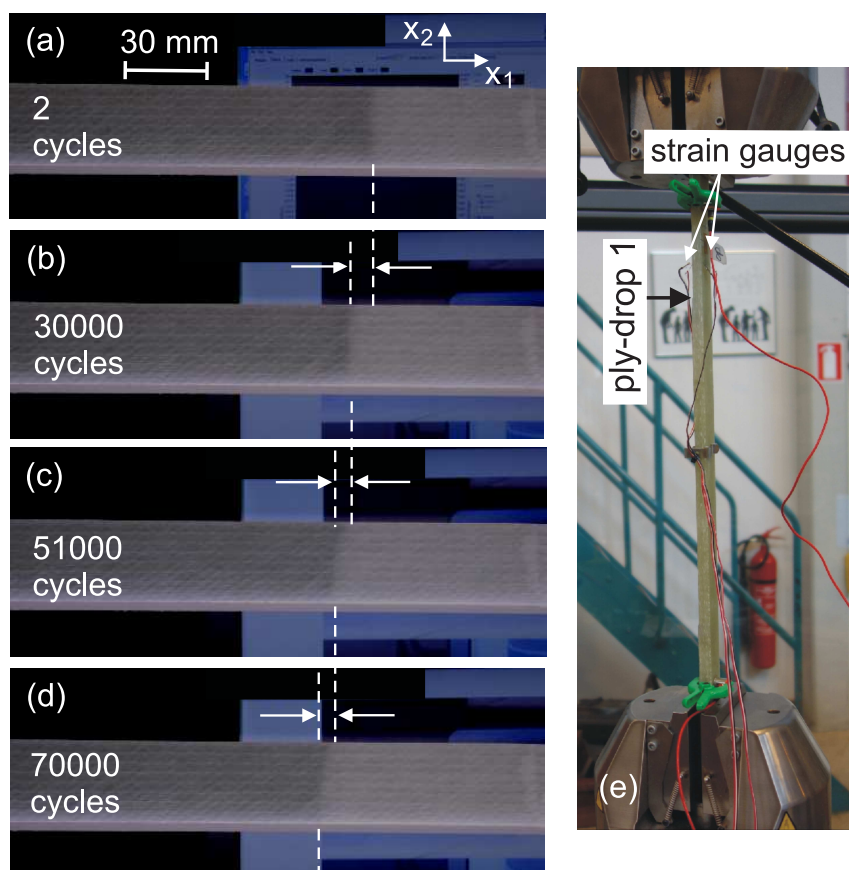 (a)
30 mm
x2
x1
2
cycles
(b)
30000
cycles
(c)
51000
cycles
(d)
70000
cycles
strain gauges
ply-drop 1
(e)